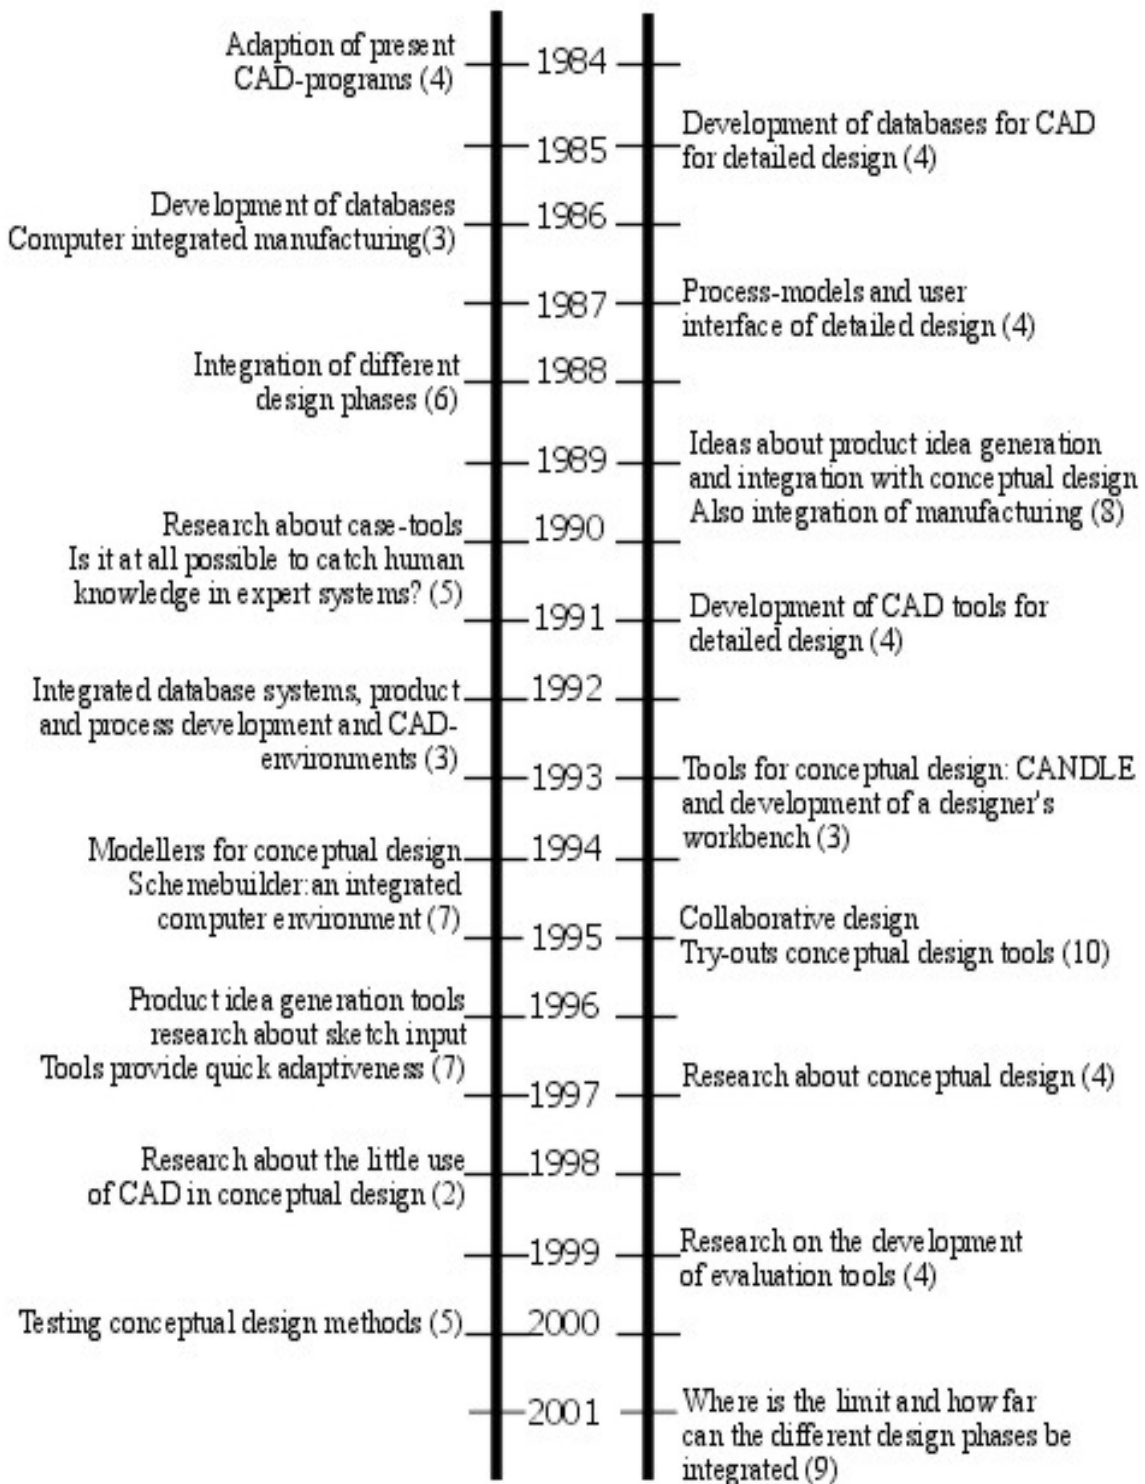 Adaption of present
CAD-programs (4)
1984
1985
Development of databases for CAD
for detailed design (4)
Development of databases
Computer integrated manufacturing(3)
1986
1987
Process-models and user
interface of detailed design (4)
Integration of different
design phases (6)
1988
1989
Ideas about product idea generation
and integration with conceptual design
Also integration of manufacturing (8)
Research about case-tools
Is it at all possible to catch human
knowledge in expert systems? (5)
1990
1991
Development of CAD tools for
detailed design (4)
Integrated database systems, product
and process development and CAD-
environments (3)
1992
1993
Tools for conceptual design: CANDLE
and development of a designer's
workbench (3)
Modellers for conceptual design
Schemebuilder: an integrated
computer environment (7)
1994
1995
Collaborative design
Try-outs conceptual design tools (10)
Product idea generation tools
research about sketch input
Tools provide quick adaptiveness (7)
1996
1997
Research about conceptual design (4)
Research about the little use
of CAD in conceptual design (2)
1998
1999
Research on the development
of evaluation tools (4)
Testing conceptual design methods (5)
2000
2001
Where is the limit and how far
can the different design phases be
integrated (9)